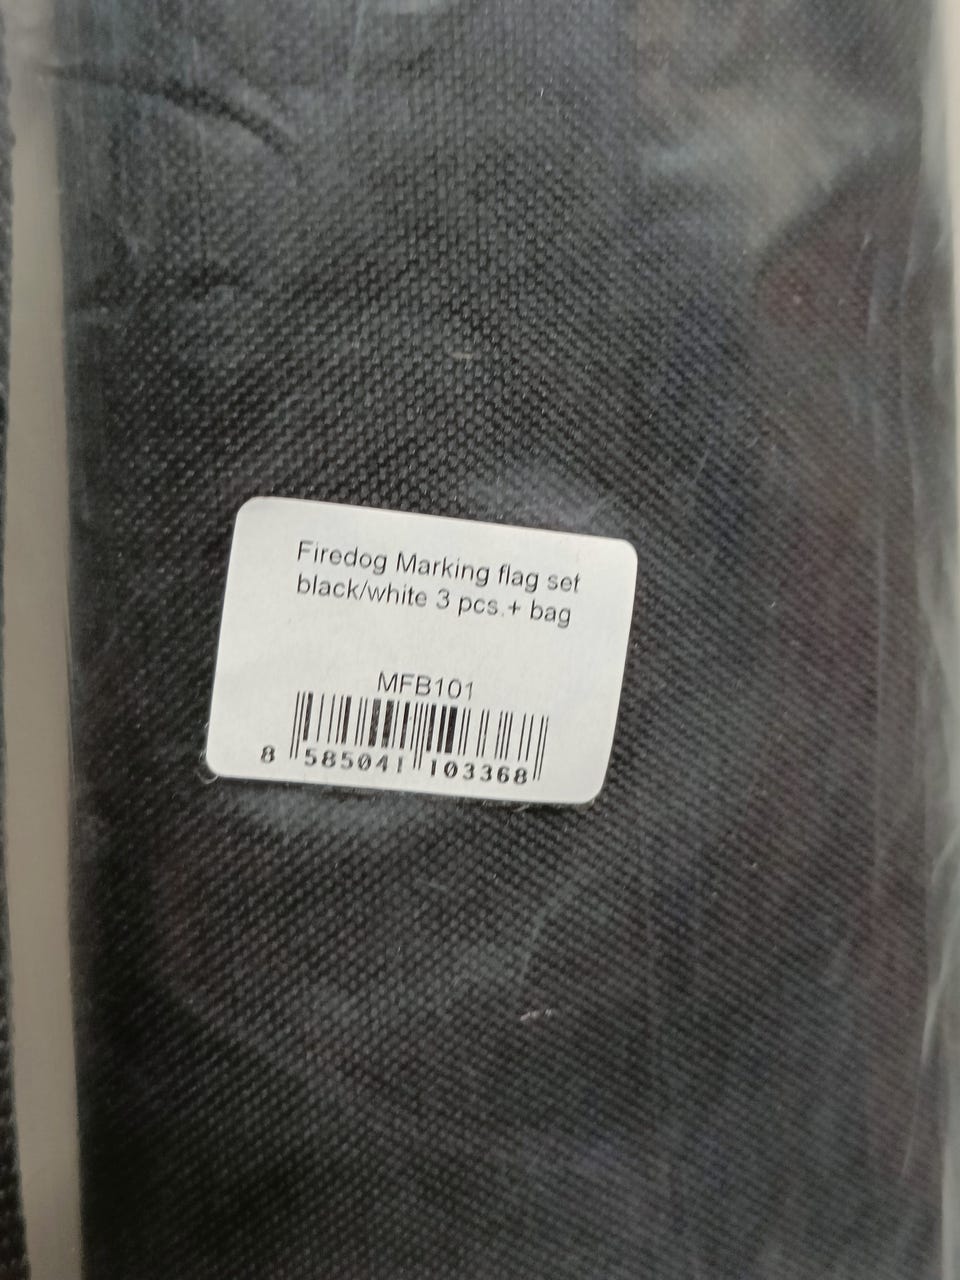 Firedog Marking flag set
black/white 3 pcs.+ bag
MFB101
8 585041 103368